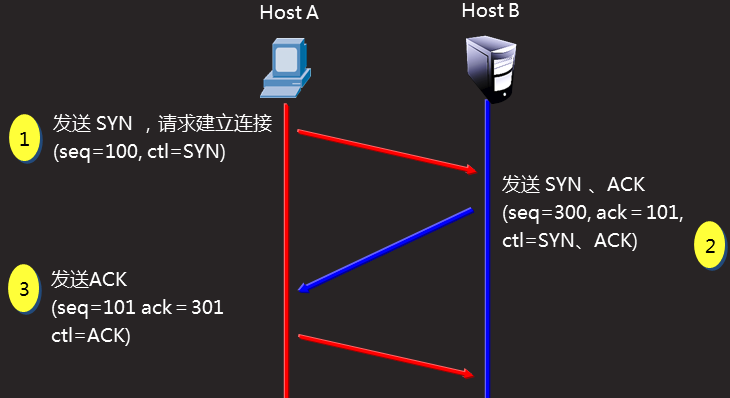 Host A
Host B
1
发送 SYN ，请求建立连接
(seq=100, ctl=SYN)
发送 SYN 、ACK
(seq=300, ack＝101,
ctl=SYN、ACK)
2
3
发送ACK
(seq=101 ack＝301
ctl=ACK)